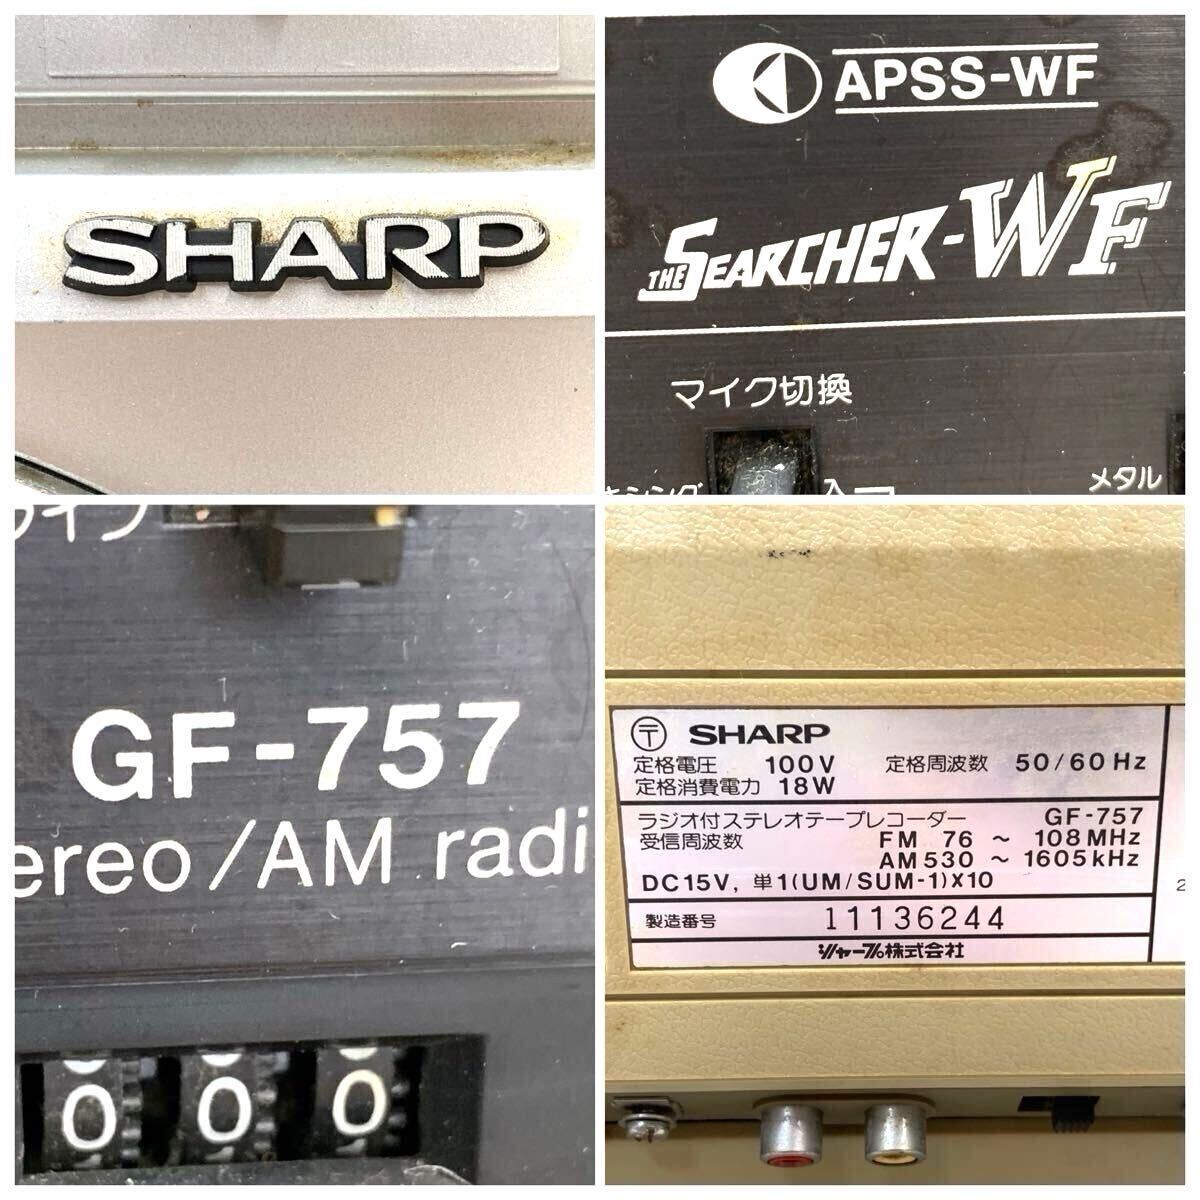 SHARP
APSS-WF
THE SEARCHER-WF
マイク切換
メタル
GF-757
ereo/AM radi
000
〒 SHARP
定格電圧 100V 定格周波数 50/60Hz
定格消費電力 18W
ラジオ付ステレオテープレコーダー GF-757
受信周波数 FM 76 ～ 108MHz
AM 530 ～ 1605kHz
DC15V, 単1(UM/SUM-1)X10
製造番号 11136244
シャープ株式会社
2